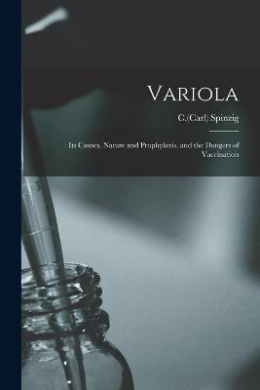 VARIOLA
C.(Carl) Spinzig
Its Causes, Nature and Prophylaxis, and the Dangers of
Vaccination